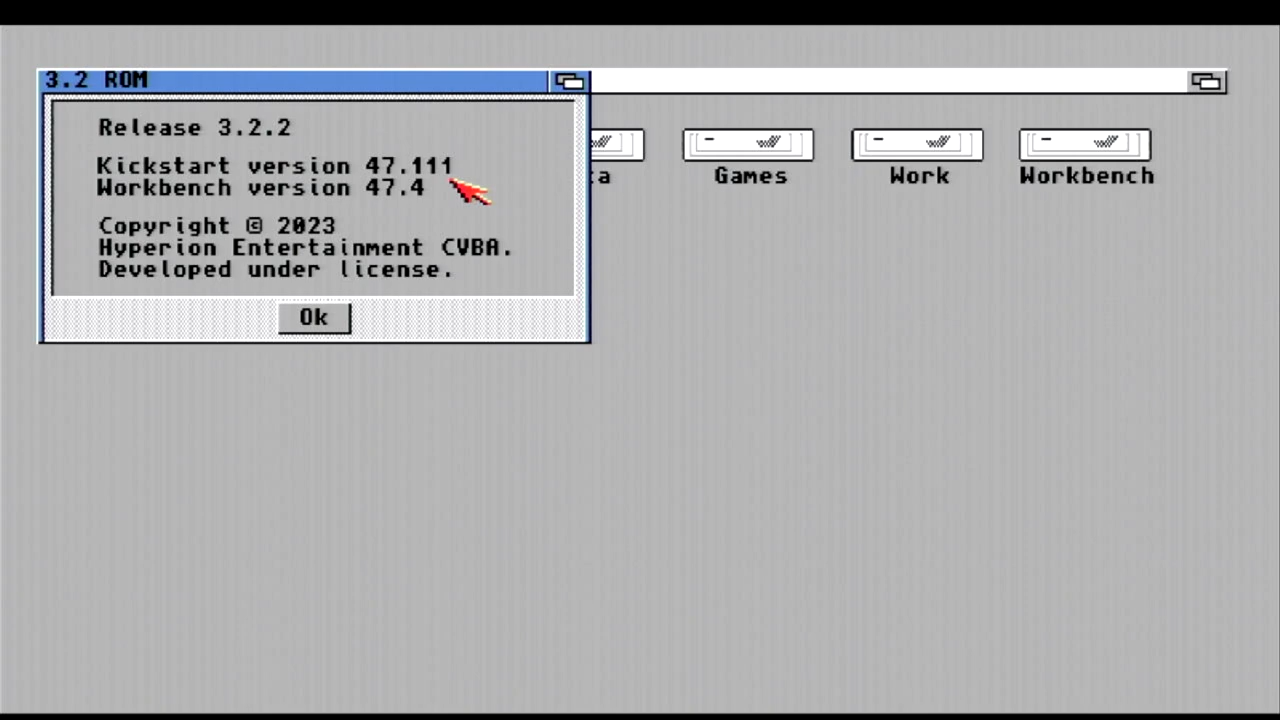 3.2 ROM
Release 3.2.2
Kickstart version 47.111
Workbench version 47.4
Copyright © 2023
Hyperion Entertainment CVBA.
Developed under license.
Ok
Games
Work
Workbench